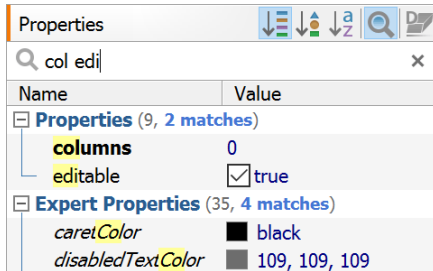 Properties
col edi
Name Value
Properties (9, 2 matches)
columns 0
editable true
Expert Properties (35, 4 matches)
caretColor black
disabledTextColor 109, 109, 109